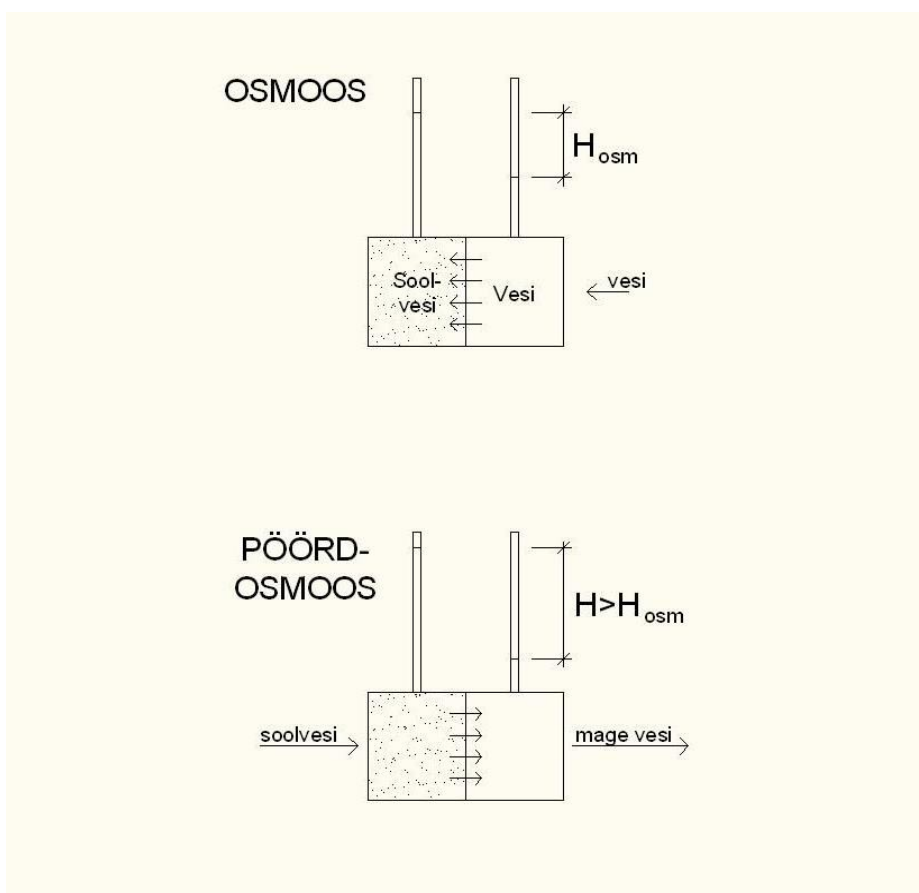 OSMOOS
H osm
Sool-
vesi
Vesi
vesi
PÖÖRD-
OSMOOS
H>H osm
soolvesi
mage vesi